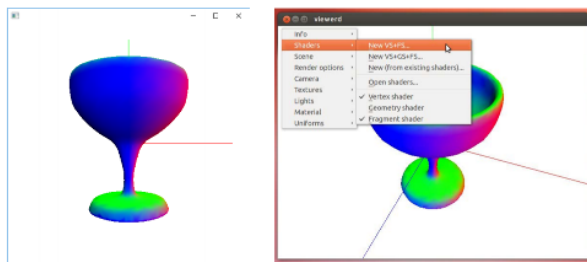 viewerd
Info
Shaders
Scene
Render options
Camera
Textures
Lights
Material
Uniforms
New VS+FS...
New VS+GS+FS...
New (from existing shaders)...
Open shaders...
Vertex shader
Geometry shader
Fragment shader